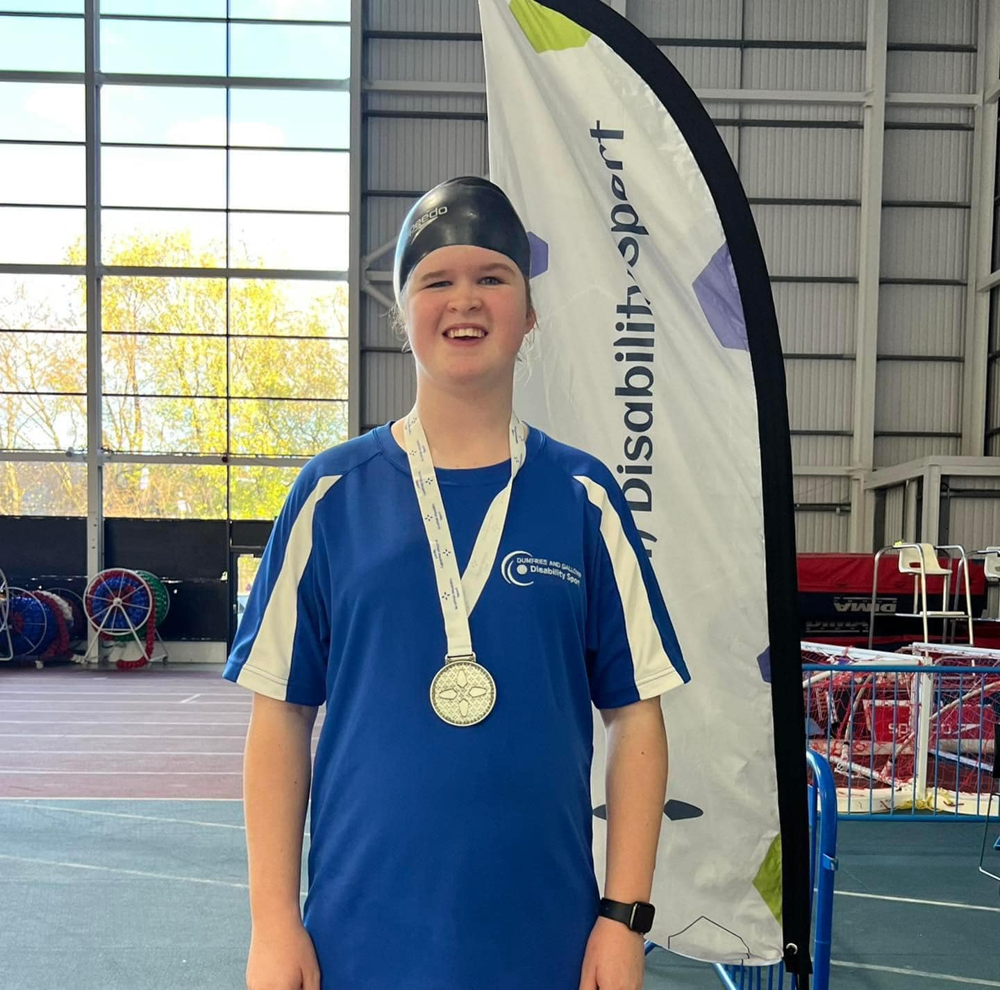 speedo
Disability Sport
DUMFRIES AND GALLOWAY
Disability Sport
DIMA